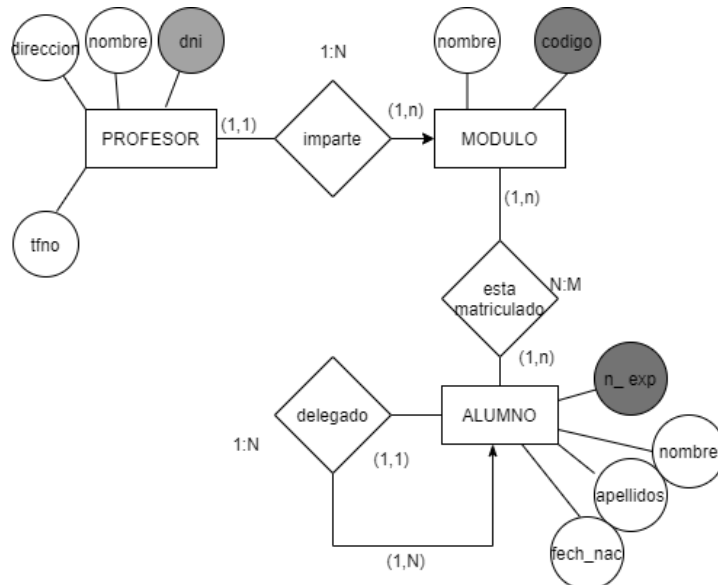 direccion
nombre
dni
1:N
nombre
codigo
PROFESOR
(1,1)
imparte
(1,n)
MODULO
tfno
(1,n)
esta
matriculado
N:M
(1,n)
n_ exp
delegado
ALUMNO
1:N
(1,1)
nombre
apellidos
fech_nac
(1,N)